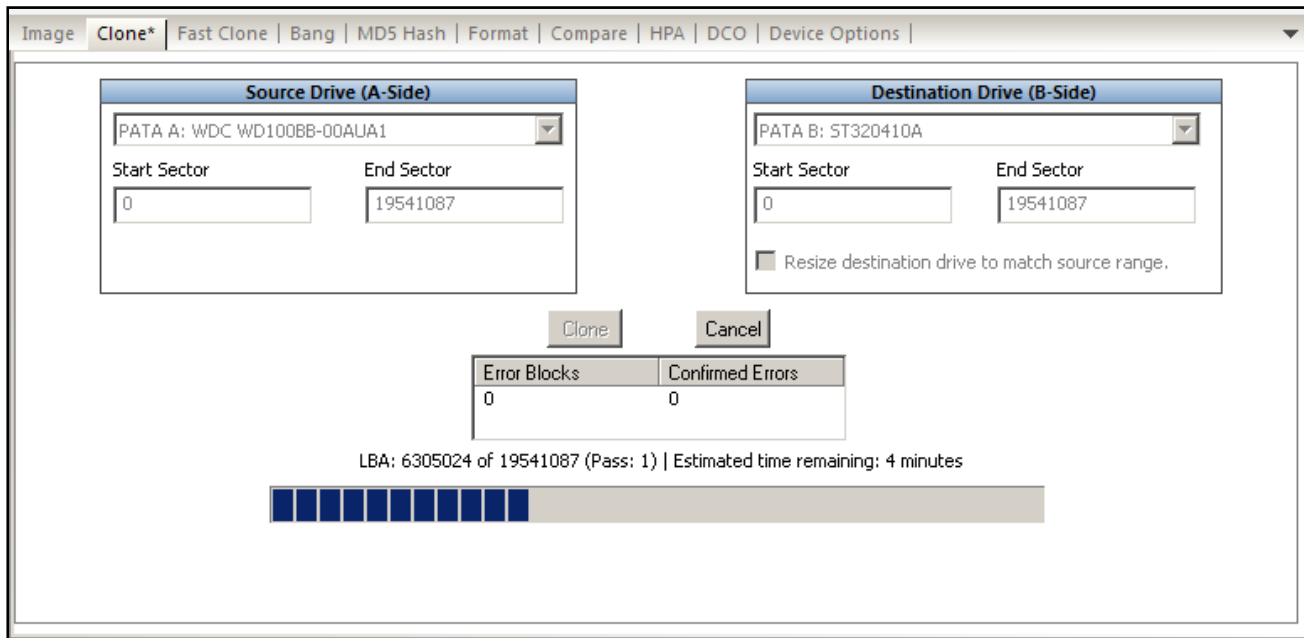 Image | Clone* | Fast Clone | Bang | MD5 Hash | Format | Compare | HPA | DCO | Device Options |
Source Drive (A-Side)
PATA A: WDC WD100BB-00AUA1
Start Sector End Sector
0 19541087
Destination Drive (B-Side)
PATA B: ST320410A
Start Sector End Sector
0 19541087
Resize destination drive to match source range.
Clone Cancel
Error Blocks Confirmed Errors
0 0
LBA: 6305024 of 19541087 (Pass: 1) | Estimated time remaining: 4 minutes